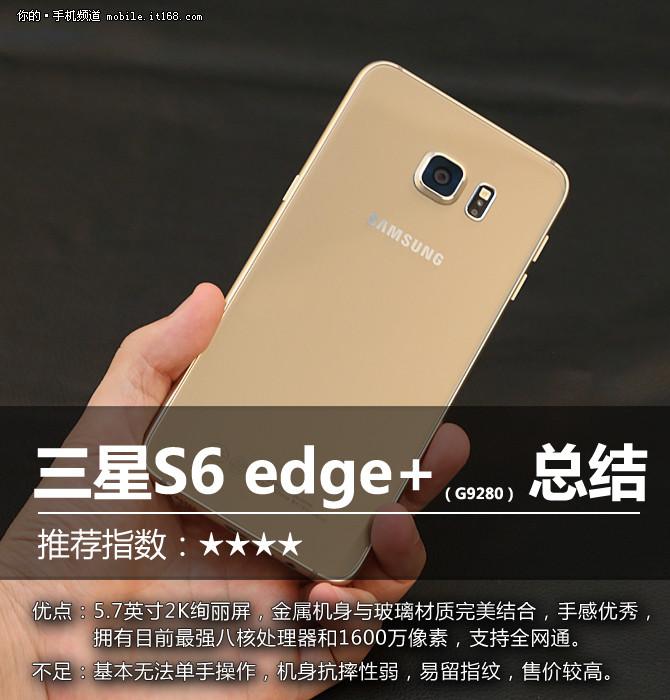 你的·手机频道 mobile.it168.com
SAMSUNG
三星S6 edge+（G9280） 总结
推荐指数：★★★★
优点：5.7英寸2K绚丽屏，金属机身与玻璃材质完美结合，手感优秀，
拥有目前最强八核处理器和1600万像素，支持全网通。
不足：基本无法单手操作，机身抗摔性弱，易留指纹，售价较高。